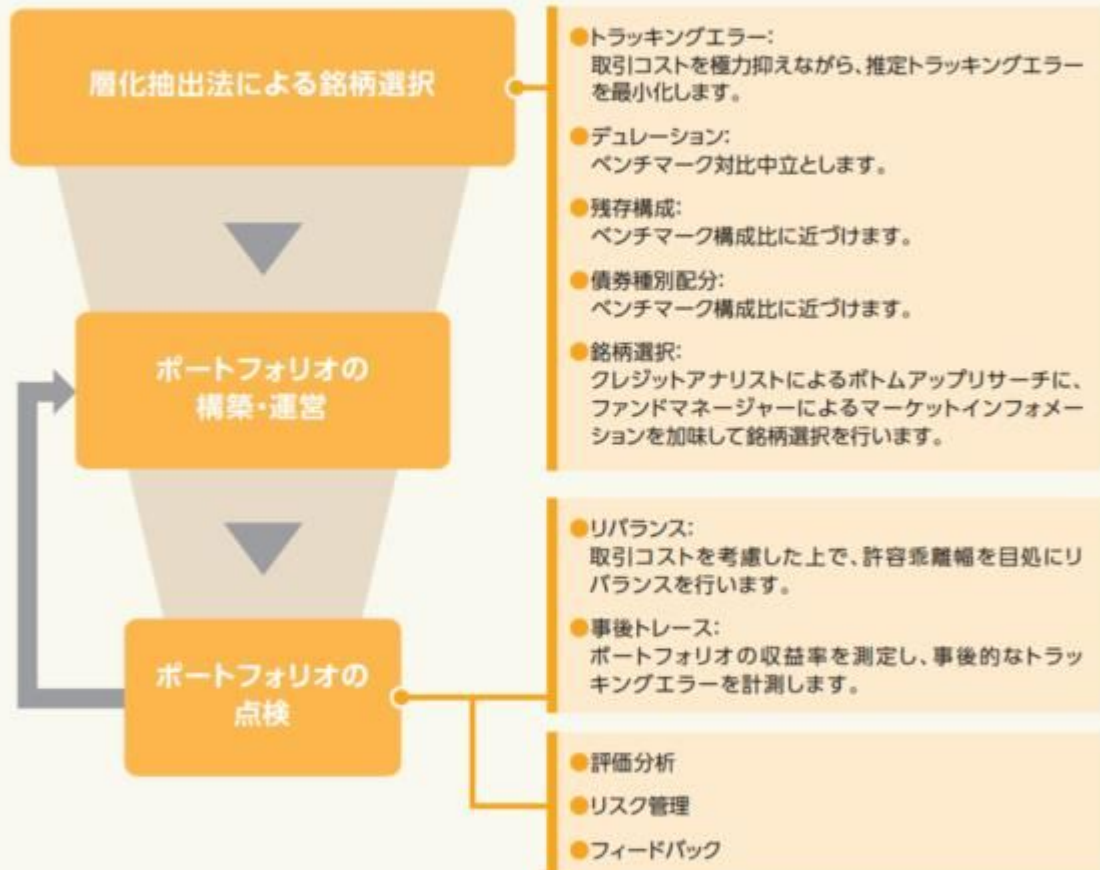 層化抽出法による銘柄選択
●トラッキングエラー:
取引コストを極力抑えながら、推定トラッキングエラー
を最小化します。
●デュレーション:
ベンチマーク対比中立とします。
●残存構成:
ベンチマーク構成比に近づけます。
●債券種別配分:
ベンチマーク構成比に近づけます。
●銘柄選択:
クレジットアナリストによるボトムアップリサーチに、
ファンドマネージャーによるマーケットインフォメー
ションを加味して銘柄選択を行います。
ポートフォリオの
構築・運営
●リバランス:
取引コストを考慮した上で、許容乖離幅を目処にリ
バランスを行います。
●事後トレース:
ポートフォリオの収益率を測定し、事後的なトラッ
キングエラーを計測します。
ポートフォリオの
点検
●評価分析
●リスク管理
●フィードバック